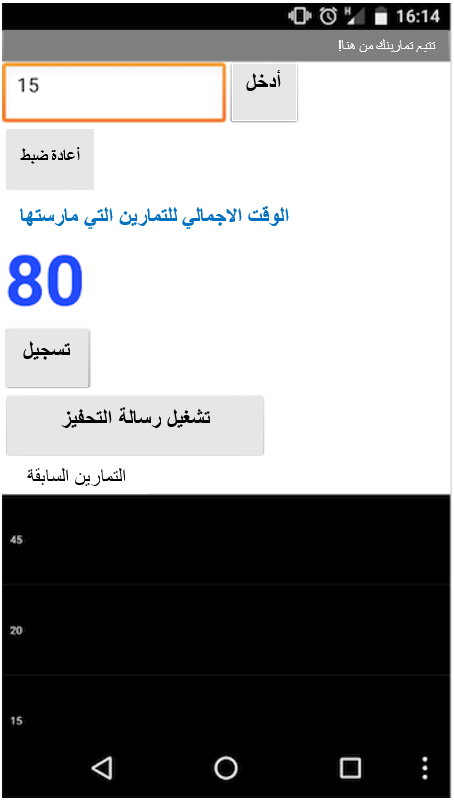 16:14
H
تتبع تمارينك من هنا!
15
أدخل
أعادة ضبط
الوقت الاجمالي للتمارين التي مارستها
80
تسجيل
تشغيل رسالة التحفيز
التمارين السابقة
45
20
15